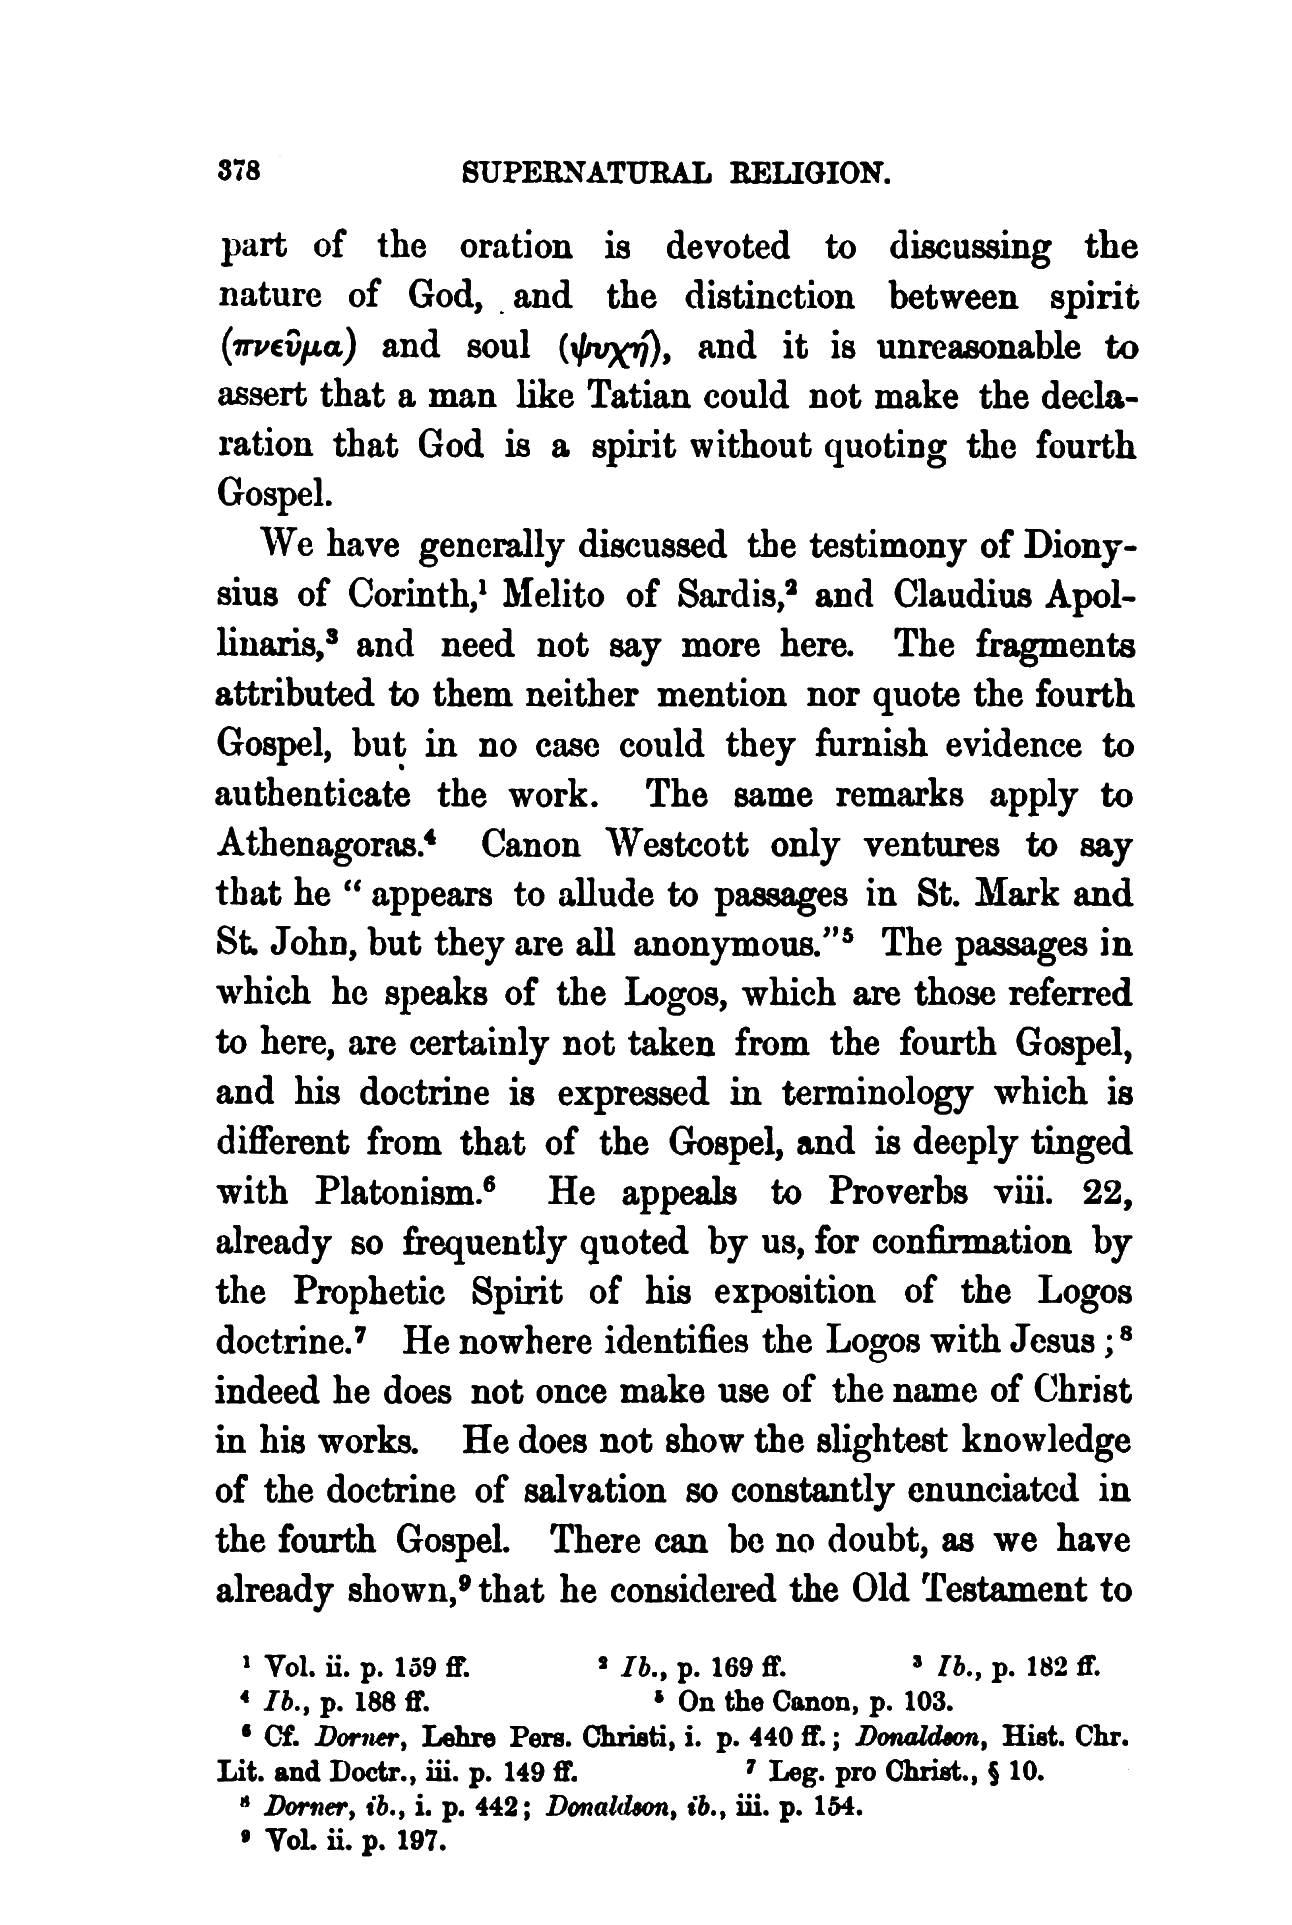 378 SUPERNATURAL RELIGION.
part of the oration is devoted to discussing the
nature of God, and the distinction between spirit
(πνεῦμα) and soul (ψυχή), and it is unreasonable to
assert that a man like Tatian could not make the decla-
ration that God is a spirit without quoting the fourth
Gospel.
We have generally discussed the testimony of Diony-
sius of Corinth,¹ Melito of Sardis,² and Claudius Apol-
linaris,³ and need not say more here. The fragments
attributed to them neither mention nor quote the fourth
Gospel, but in no case could they furnish evidence to
authenticate the work. The same remarks apply to
Athenagoras.⁴ Canon Westcott only ventures to say
that he “ appears to allude to passages in St. Mark and
St. John, but they are all anonymous.”⁵ The passages in
which he speaks of the Logos, which are those referred
to here, are certainly not taken from the fourth Gospel,
and his doctrine is expressed in terminology which is
different from that of the Gospel, and is deeply tinged
with Platonism.⁶ He appeals to Proverbs viii. 22,
already so frequently quoted by us, for confirmation by
the Prophetic Spirit of his exposition of the Logos
doctrine.⁷ He nowhere identifies the Logos with Jesus ;⁸
indeed he does not once make use of the name of Christ
in his works. He does not show the slightest knowledge
of the doctrine of salvation so constantly enunciated in
the fourth Gospel. There can be no doubt, as we have
already shown,⁹ that he considered the Old Testament to
¹ Vol. ii. p. 159 ff. ² Ib., p. 169 ff. ³ Ib., p. 182 ff.
⁴ Ib., p. 188 ff. ⁵ On the Canon, p. 103.
⁶ Cf. Dorner, Lehre Pers. Christi, i. p. 440 ff. ; Donaldson, Hist. Chr.
Lit. and Doctr., iii. p. 149 ff. ⁷ Leg. pro Christ., § 10.
⁸ Dorner, ib., i. p. 442 ; Donaldson, ib., iii. p. 154.
⁹ Vol. ii. p. 197.